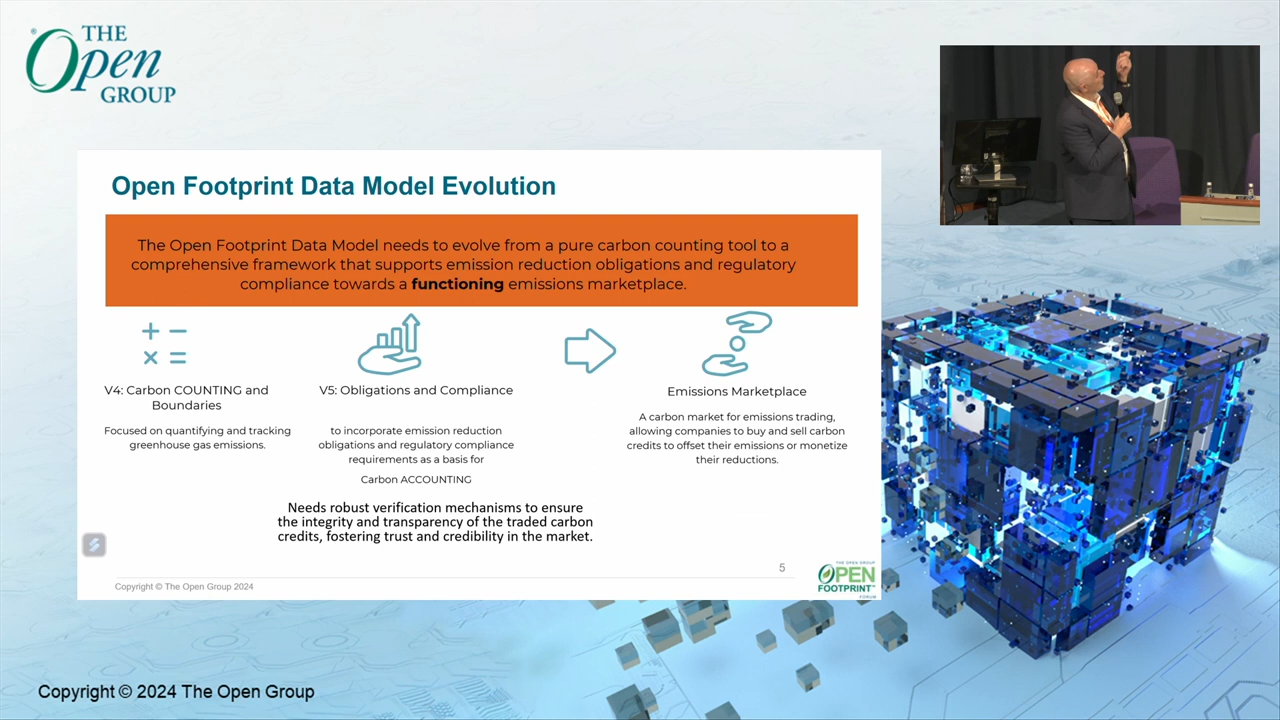 THE
Open
GROUP
Open Footprint Data Model Evolution
The Open Footprint Data Model needs to evolve from a pure carbon counting tool to a
comprehensive framework that supports emission reduction obligations and regulatory
compliance towards a functioning emissions marketplace.
V4: Carbon COUNTING and
Boundaries
Focused on quantifying and tracking
greenhouse gas emissions.
V5: Obligations and Compliance
to incorporate emission reduction
obligations and regulatory compliance
requirements as a basis for
Carbon ACCOUNTING
Emissions Marketplace
A carbon market for emissions trading,
allowing companies to buy and sell carbon
credits to offset their emissions or monetize
their reductions.
Needs robust verification mechanisms to ensure
the integrity and transparency of the traded carbon
credits, fostering trust and credibility in the market.
5
Copyright © The Open Group 2024
THE OPEN GROUP
OPEN
FOOTPRINT™
FORUM
Copyright © 2024 The Open Group